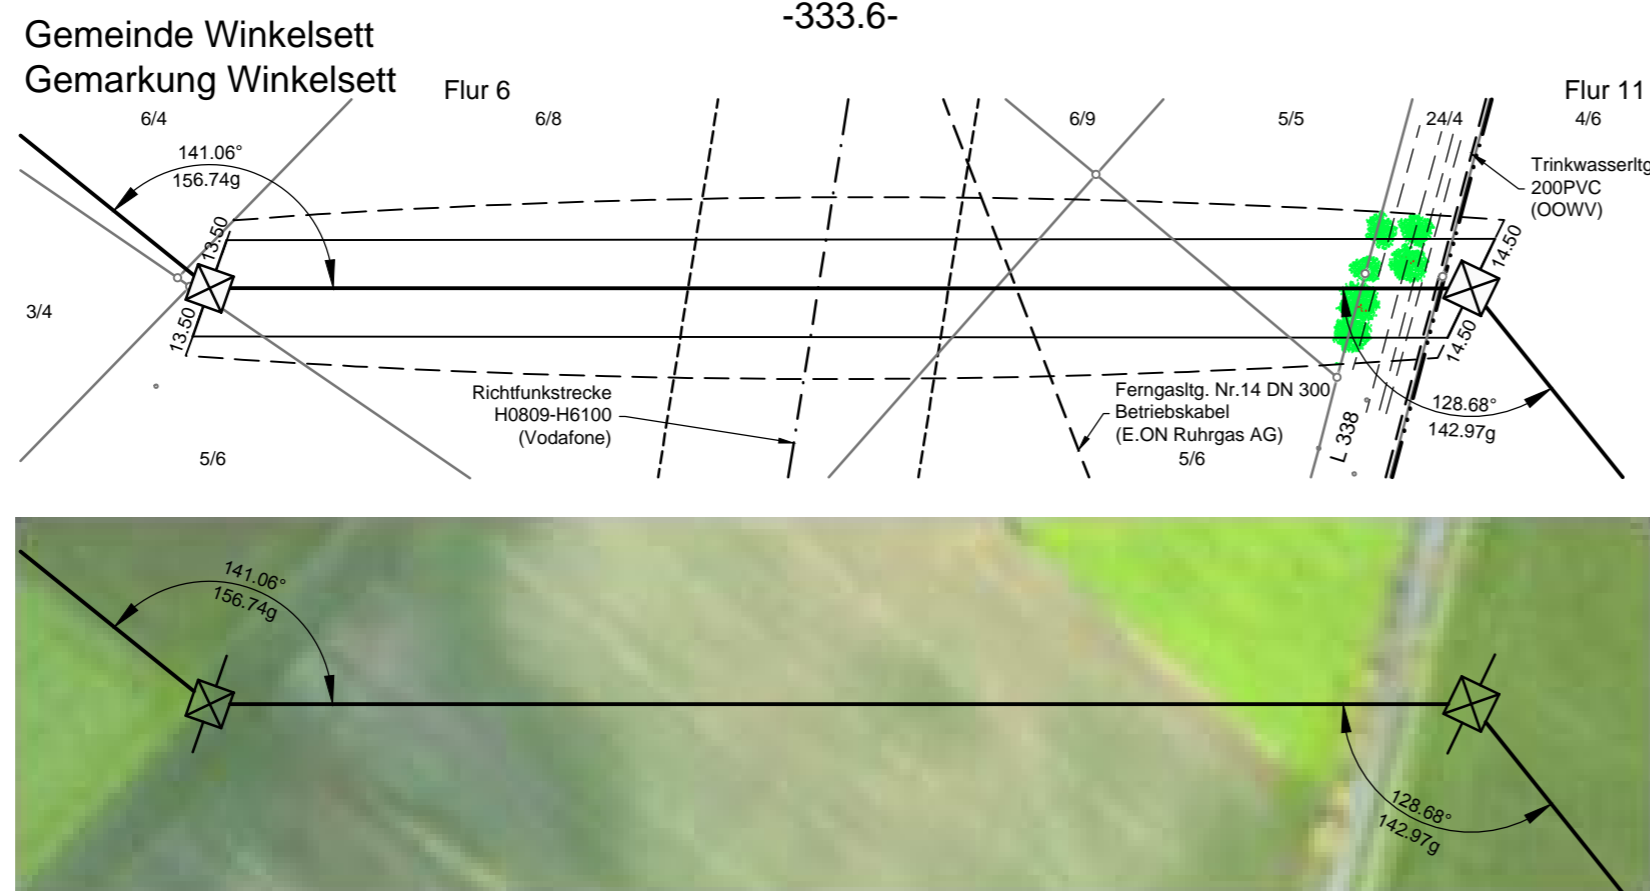 -333.6-
Gemeinde Winkelsett
Gemarkung Winkelsett
Flur 6
Flur 11
6/4
6/8
6/9
5/5
24/4
4/6
141.06°
156.74g
Trinkwasserltg
200PVC
(OOWV)
13.50
14.50
3/4
13.50
14.50
Richtfunkstrecke
H0809-H6100
(Vodafone)
Ferngasltg. Nr.14 DN 300
Betriebskabel
(E.ON Ruhrgas AG)
128.68°
142.97g
L 338
5/6
5/6
141.06°
156.74g
128.68°
142.97g